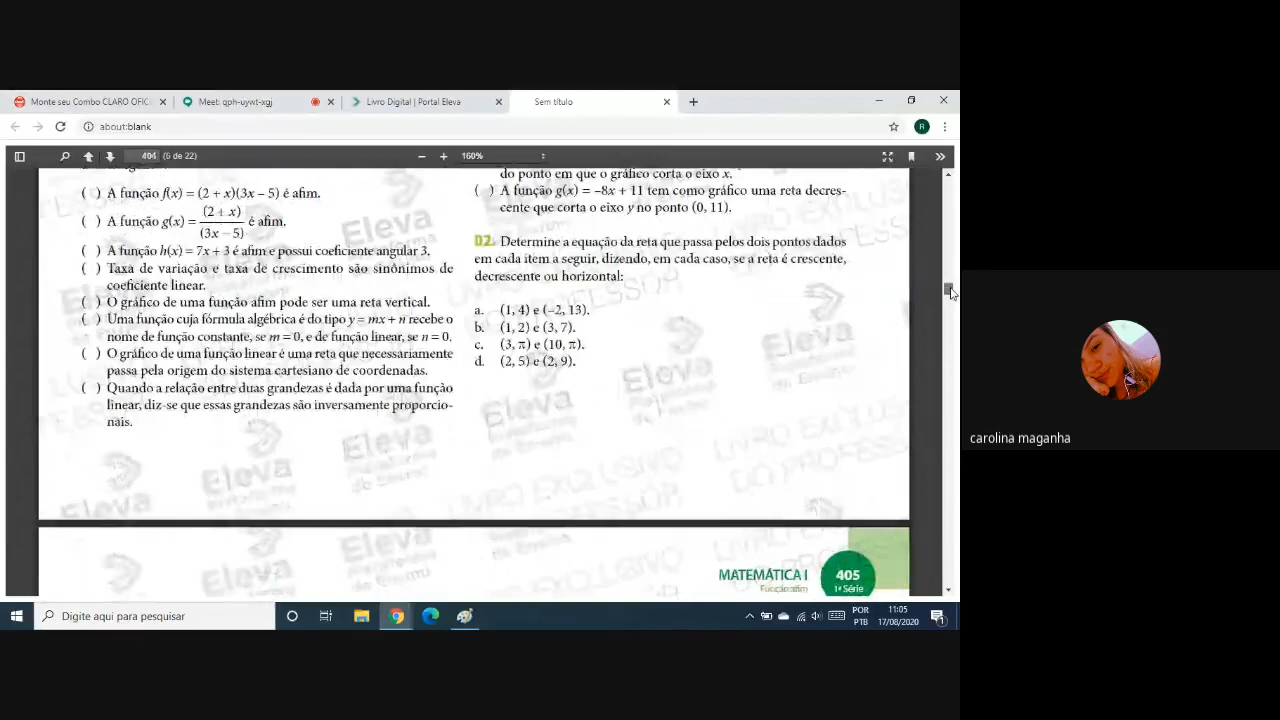 Monte seu Combo CLARO OFIC
Meet: qph-uywt-xgj
Livro Digital | Portal Eleva
Sem título
about:blank
R
404 (6 de 22)
160%
( ) A função f(x) = (2 + x)(3x − 5) é afim.
( ) A função g(x) = (2 + x)/(3x − 5) é afim.
( ) A função h(x) = 7x + 3 é afim e possui coeficiente angular 3.
( ) Taxa de variação e taxa de crescimento são sinônimos de
coeficiente linear.
( ) O gráfico de uma função afim pode ser uma reta vertical.
( ) Uma função cuja fórmula algébrica é do tipo y = mx + n recebe o
nome de função constante, se m = 0, e de função linear, se n = 0.
( ) O gráfico de uma função linear é uma reta que necessariamente
passa pela origem do sistema cartesiano de coordenadas.
( ) Quando a relação entre duas grandezas é dada por uma função
linear, diz-se que essas grandezas são inversamente proporcio-
nais.
do ponto em que o gráfico corta o eixo x.
( ) A função g(x) = −8x + 11 tem como gráfico uma reta decres-
cente que corta o eixo y no ponto (0, 11).
02. Determine a equação da reta que passa pelos dois pontos dados
em cada item a seguir, dizendo, em cada caso, se a reta é crescente,
decrescente ou horizontal:
a. (1, 4) e (−2, 13).
b. (1, 2) e (3, 7).
c. (3, π) e (10, π).
d. (2, 5) e (2, 9).
MATEMÁTICA I
Função afim
405
1ª Série
carolina maganha
Digite aqui para pesquisar
POR
PTB
11:05
17/08/2020
1